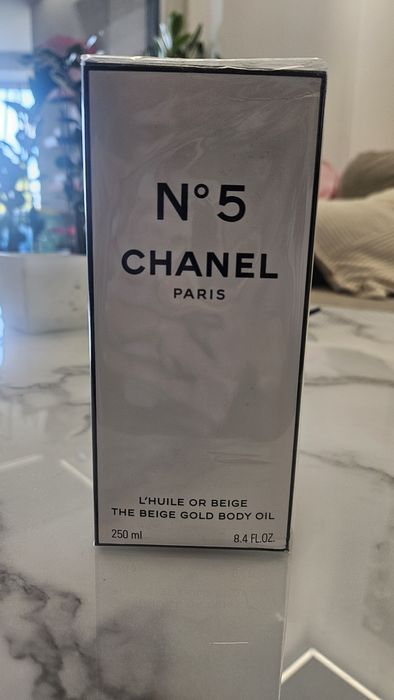 N°5
CHANEL
PARIS
L'HUILE OR BEIGE
THE BEIGE GOLD BODY OIL
250 ml 8.4 FL.OZ.